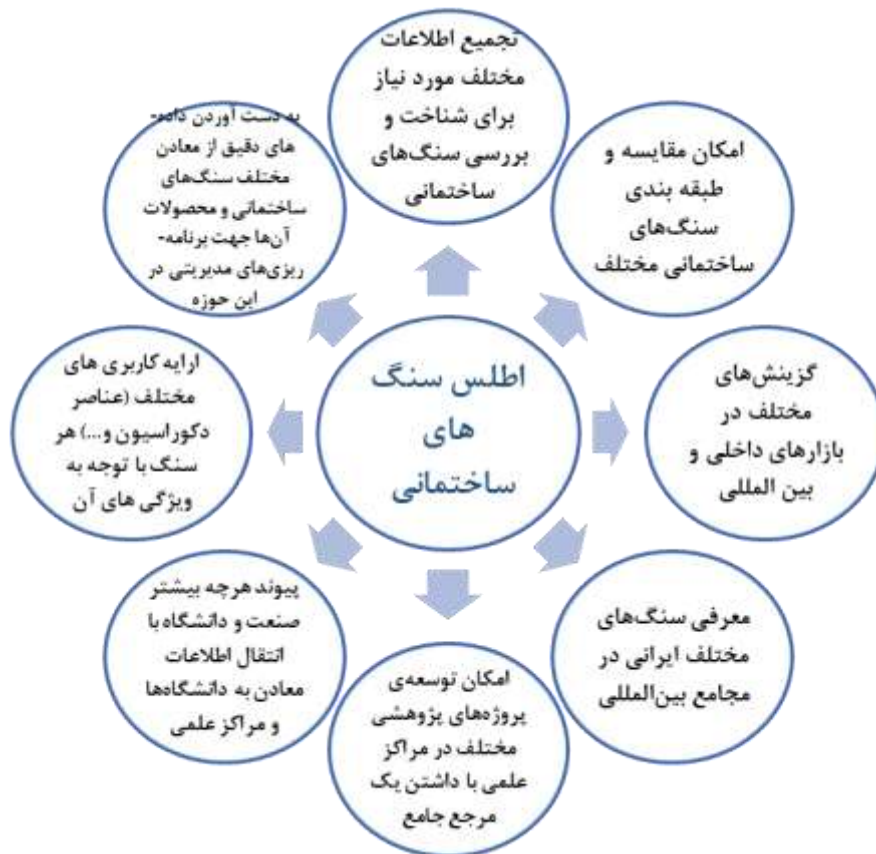 تجمیع اطلاعات
مختلف مورد نیاز
برای شناخت و
بررسی سنگ‌های
ساختمانی
امکان مقایسه و
طبقه بندی
سنگ‌های
ساختمانی مختلف
گزینش‌های
مختلف در
بازارهای داخلی و
بین المللی
معرفی سنگ‌های
مختلف ایرانی در
مجامع بین‌المللی
امکان توسعه‌ی
پروژه‌های پژوهشی
مختلف در مراکز
علمی با داشتن یک
مرجع جامع
پیوند هرچه بیشتر
صنعت و دانشگاه با
انتقال اطلاعات
معادن به دانشگاه‌ها
و مراکز علمی
ارایه کاربری های
مختلف (عناصر
دکوراسیون و...) هر
سنگ با توجه به
ویژگی های آن
به دست آوردن داده-
های دقیق از معادن
مختلف سنگ‌های
ساختمانی و محصولات
آن‌ها جهت برنامه-
ریزی‌های مدیریتی در
این حوزه
اطلس سنگ
های
ساختمانی